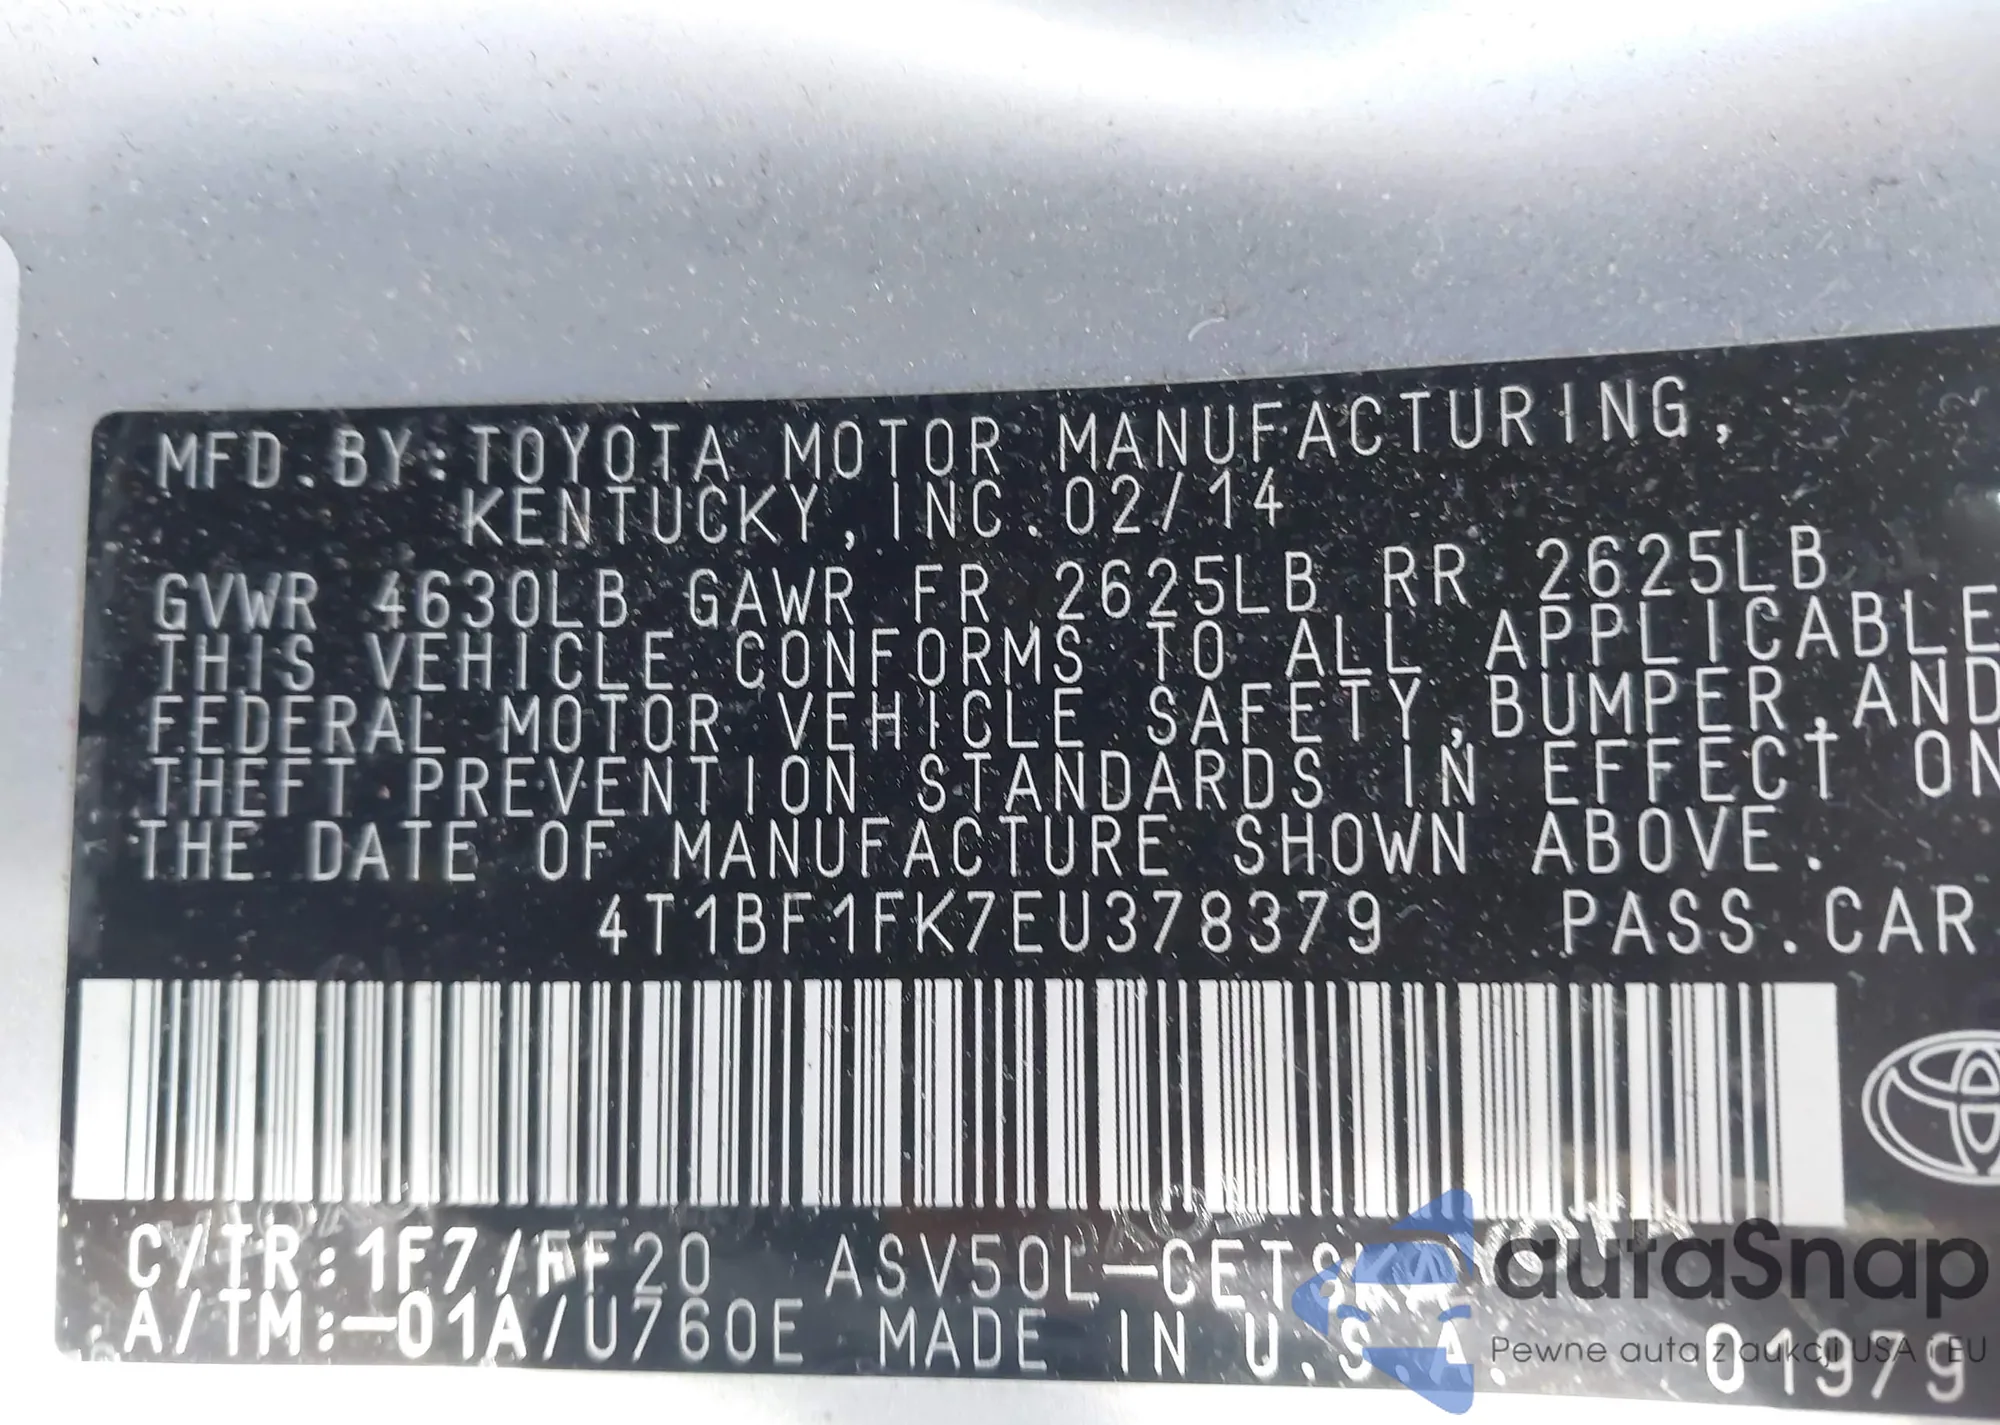 MFD.BY:TOYOTA MOTOR MANUFACTURING,
KENTUCKY,INC.02/14
GVWR 4630LB GAWR FR 2625LB RR 2625LB
THIS VEHICLE CONFORMS TO ALL APPLICABLE
FEDERAL MOTOR VEHICLE SAFETY,BUMPER,AND
THEFT PREVENTION STANDARDS IN EFFECT ON
THE DATE OF MANUFACTURE SHOWN ABOVE.
4T1BF1FK7EU378379 PASS.CAR
C/TR:1F7/FF20 ASV50L-CETSKA
A/TM:-01A/U760E MADE IN U.S.A. 01979
autaSnap
Pewne auta z aukcji USA i EU